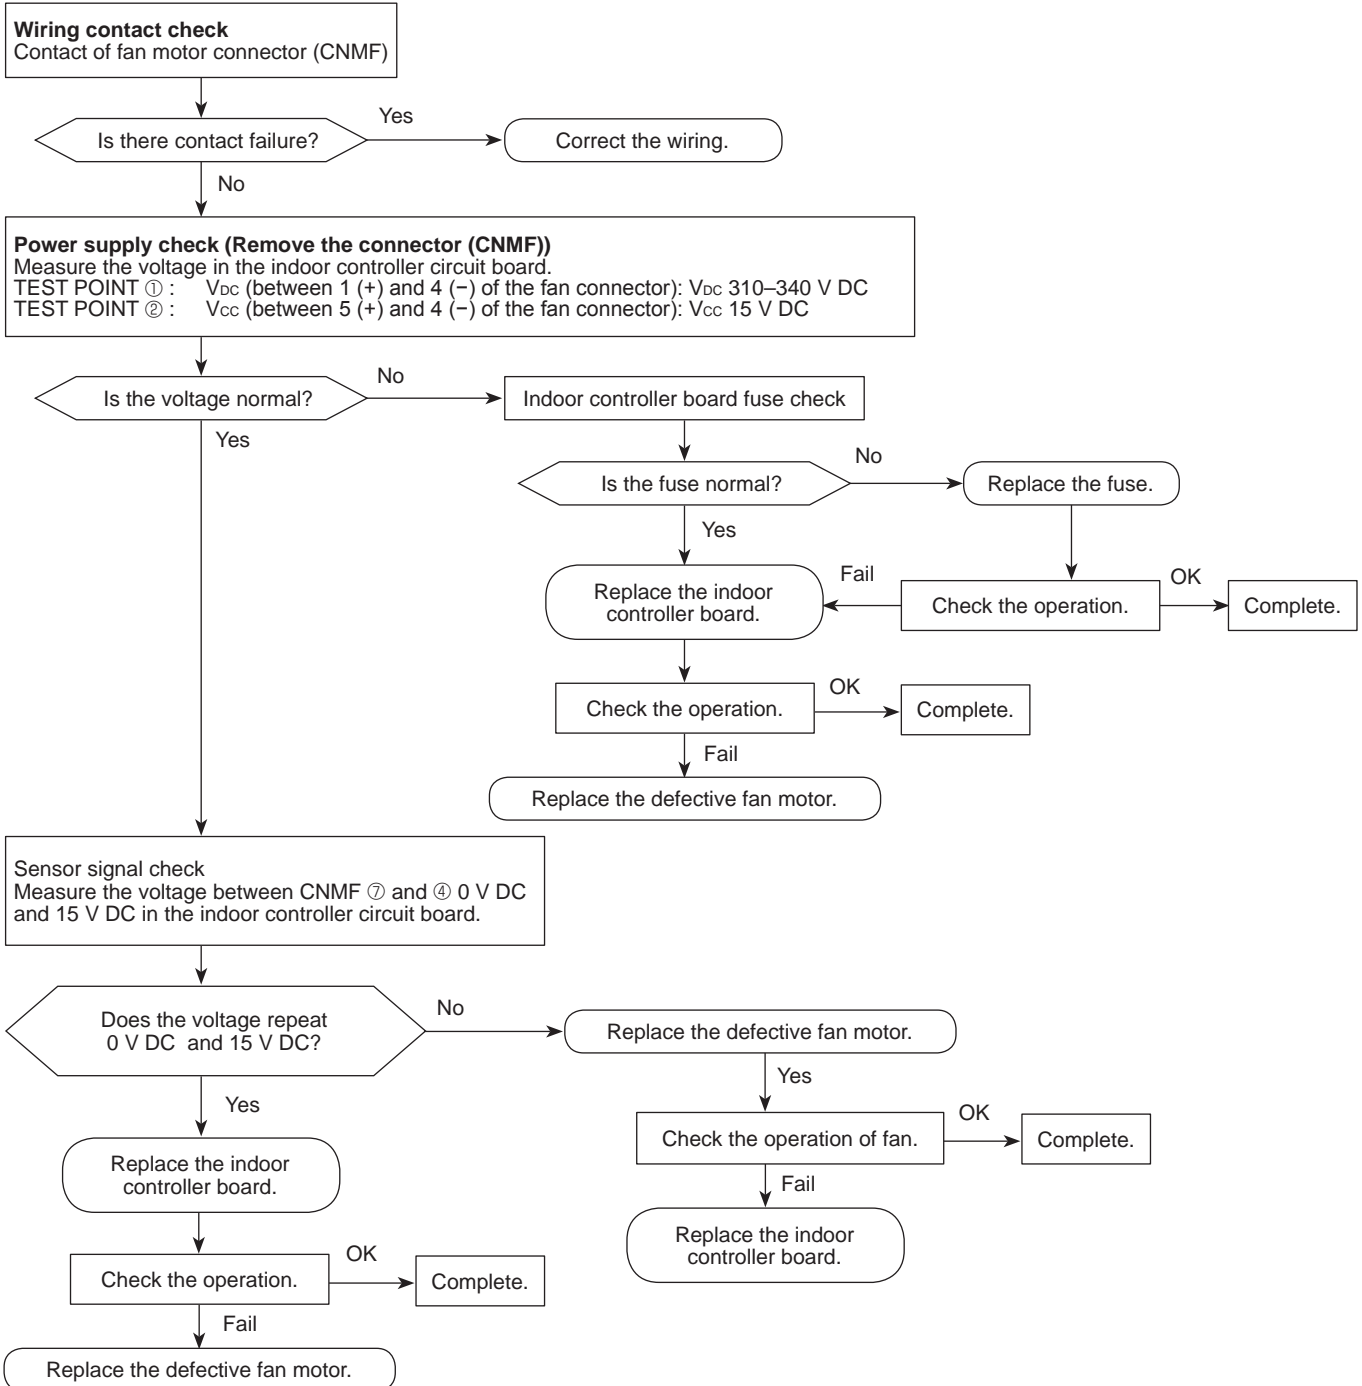 Wiring contact check
Contact of fan motor connector (CNMF)
Is there contact failure?
Yes
Correct the wiring.
No
Power supply check (Remove the connector (CNMF))
Measure the voltage in the indoor controller circuit board.
TEST POINT ① : VDC (between 1 (+) and 4 (−) of the fan connector): VDC 310–340 V DC
TEST POINT ② : VCC (between 5 (+) and 4 (−) of the fan connector): VCC 15 V DC
Is the voltage normal?
No
Indoor controller board fuse check
Yes
Is the fuse normal?
No
Replace the fuse.
Yes
Replace the indoor
controller board.
Fail
Check the operation.
OK
Complete.
Check the operation.
OK
Complete.
Fail
Replace the defective fan motor.
Sensor signal check
Measure the voltage between CNMF ⑦ and ④ 0 V DC
and 15 V DC in the indoor controller circuit board.
Does the voltage repeat
0 V DC and 15 V DC?
No
Replace the defective fan motor.
Yes
Check the operation of fan.
OK
Complete.
Fail
Replace the indoor
controller board.
Yes
Replace the indoor
controller board.
Check the operation.
OK
Complete.
Fail
Replace the defective fan motor.